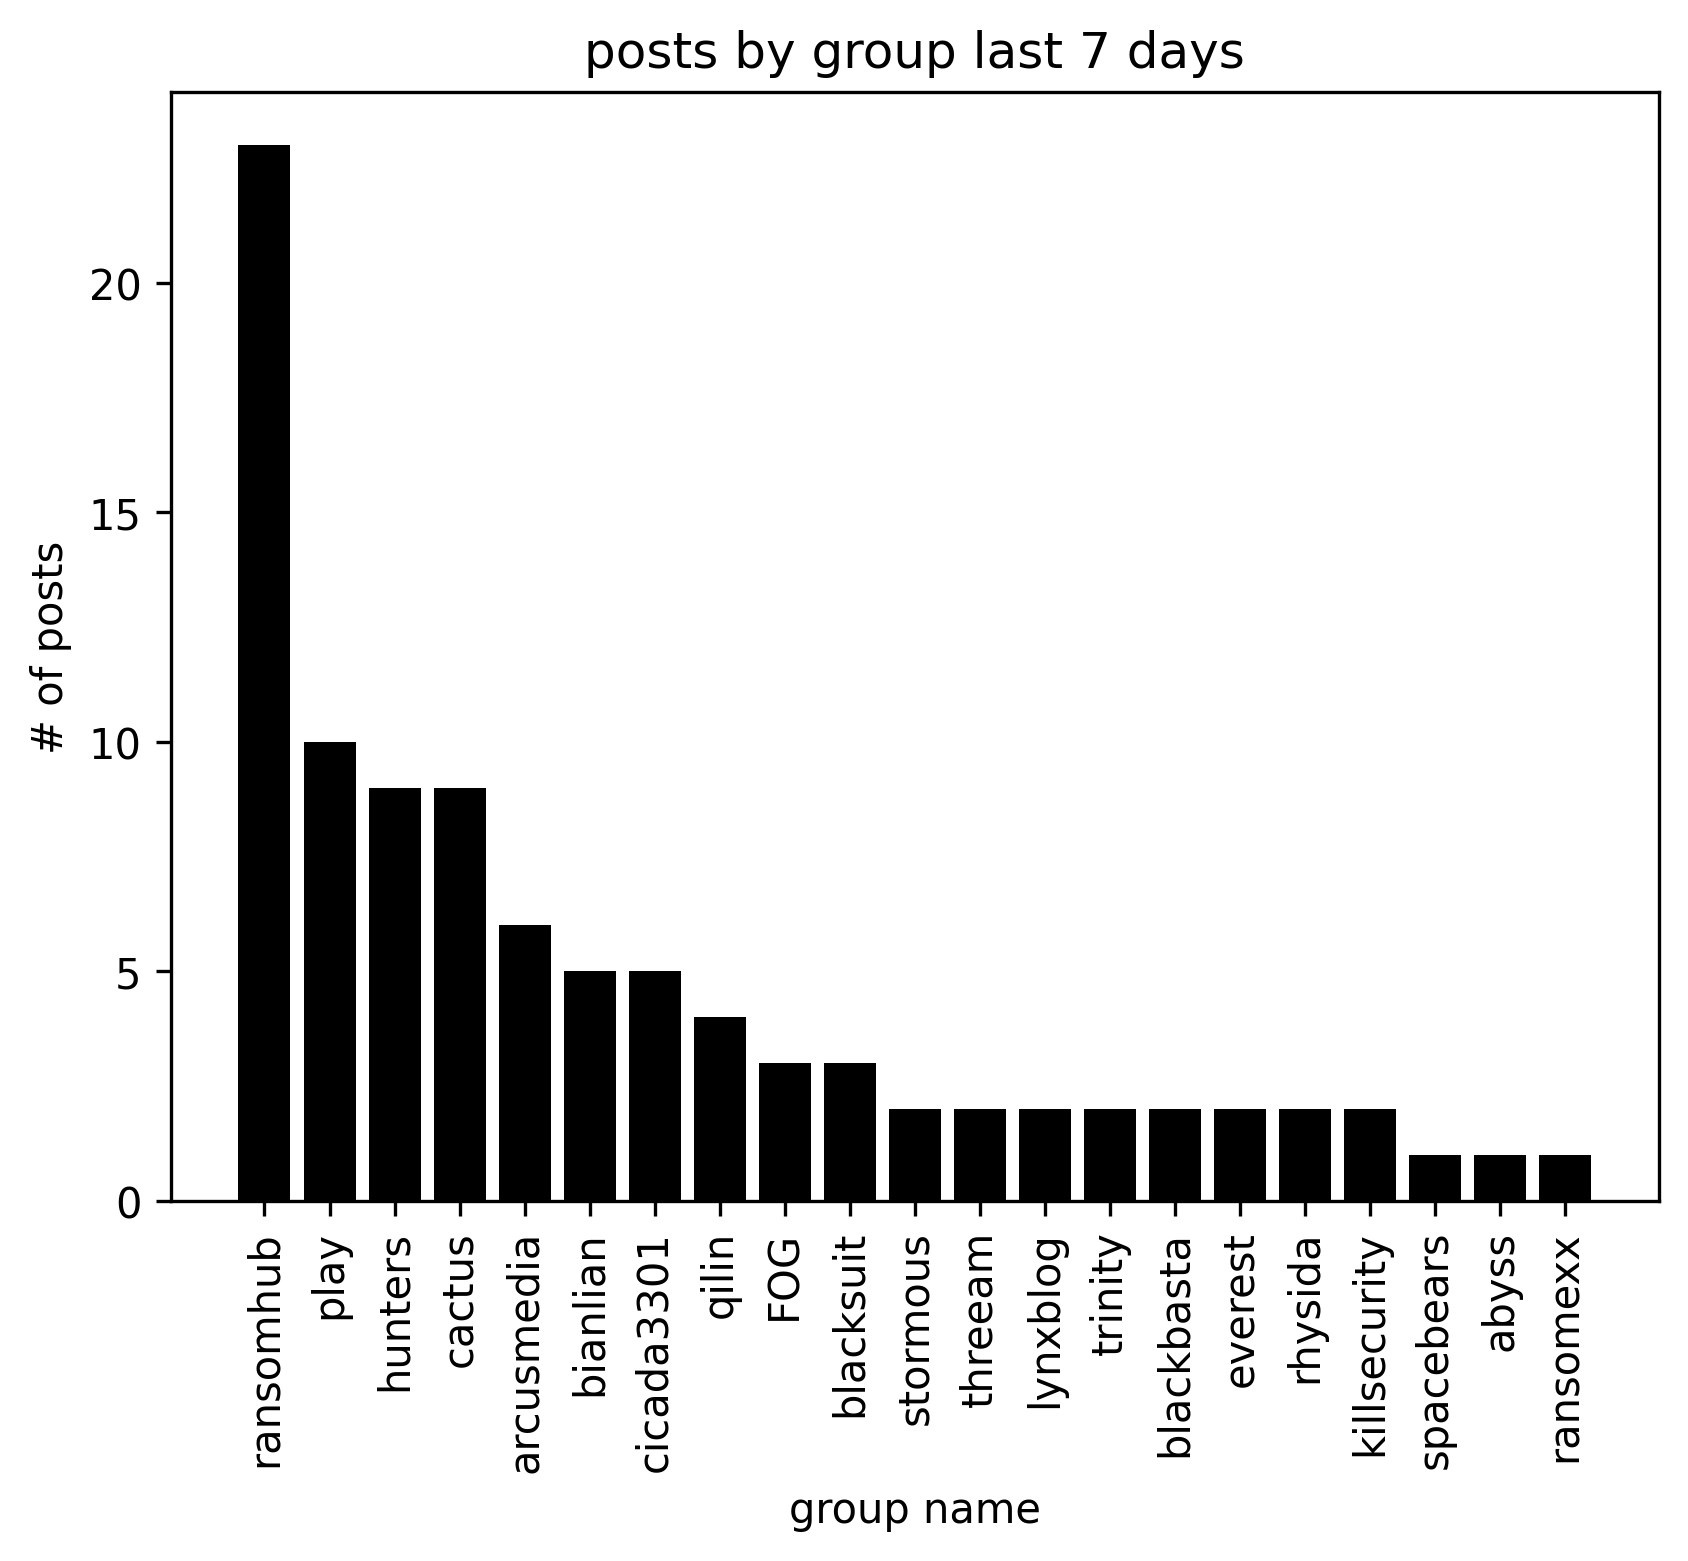 posts by group last 7 days
# of posts
20
15
10
5
0
ransomhub
play
hunters
cactus
arcusmedia
bianlian
cicada3301
qilin
FOG
blacksuit
stormous
threeam
lynxblog
trinity
blackbasta
everest
rhysida
killsecurity
spacebears
abyss
ransomexx
group name